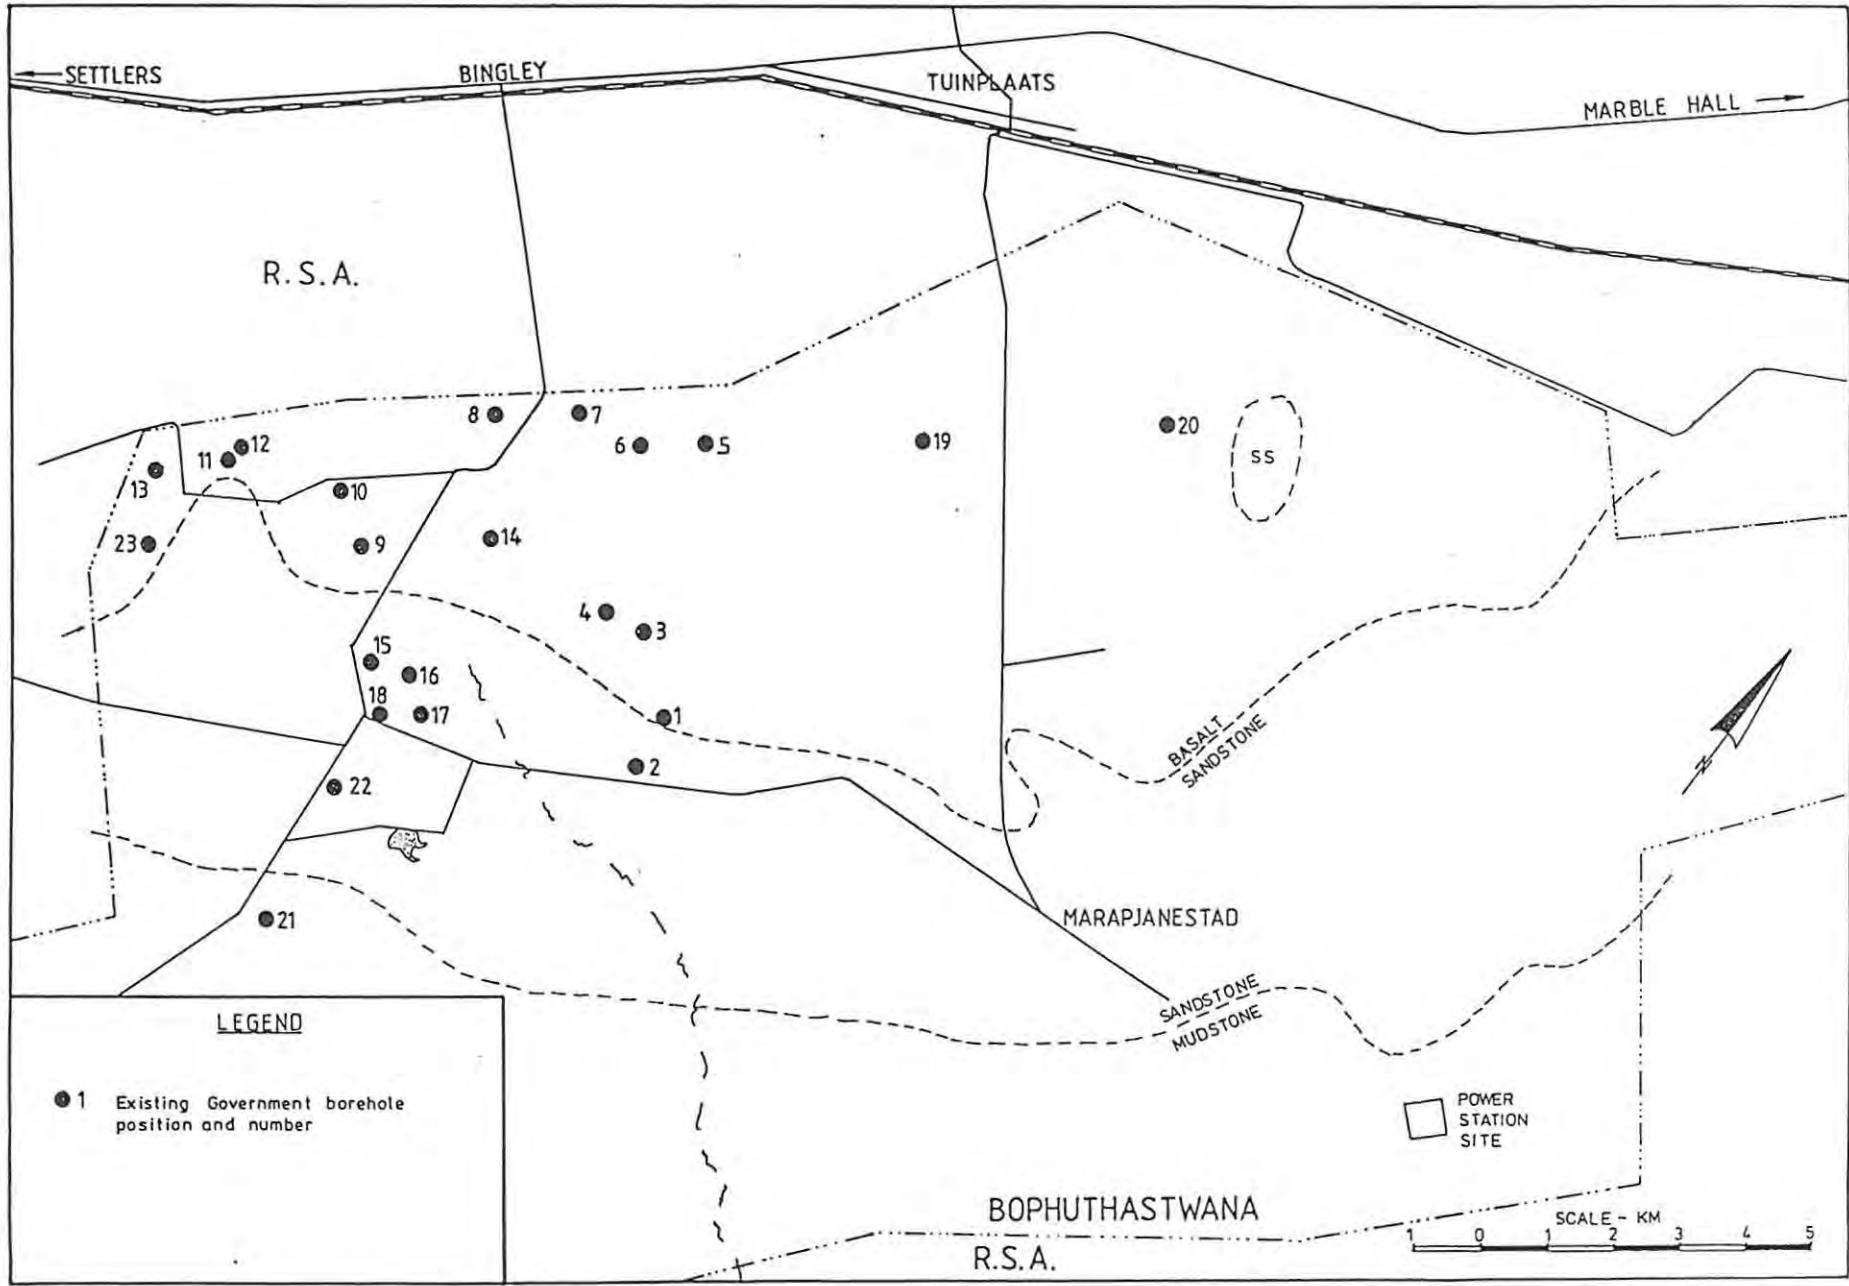 SETTLERS
BINGLEY
TUINPLAATS
MARBLE HALL
R.S.A.
8
7
6
5
19
20
SS
12
11
13
10
23
9
14
4
3
15
16
18
17
1
2
22
BASALT
SANDSTONE
N
21
MARAPJANESTAD
SANDSTONE
MUDSTONE
LEGEND
1 Existing Government borehole
position and number
POWER
STATION
SITE
BOPHUTHASTWANA
R.S.A.
SCALE - KM
1 0 1 2 3 4 5